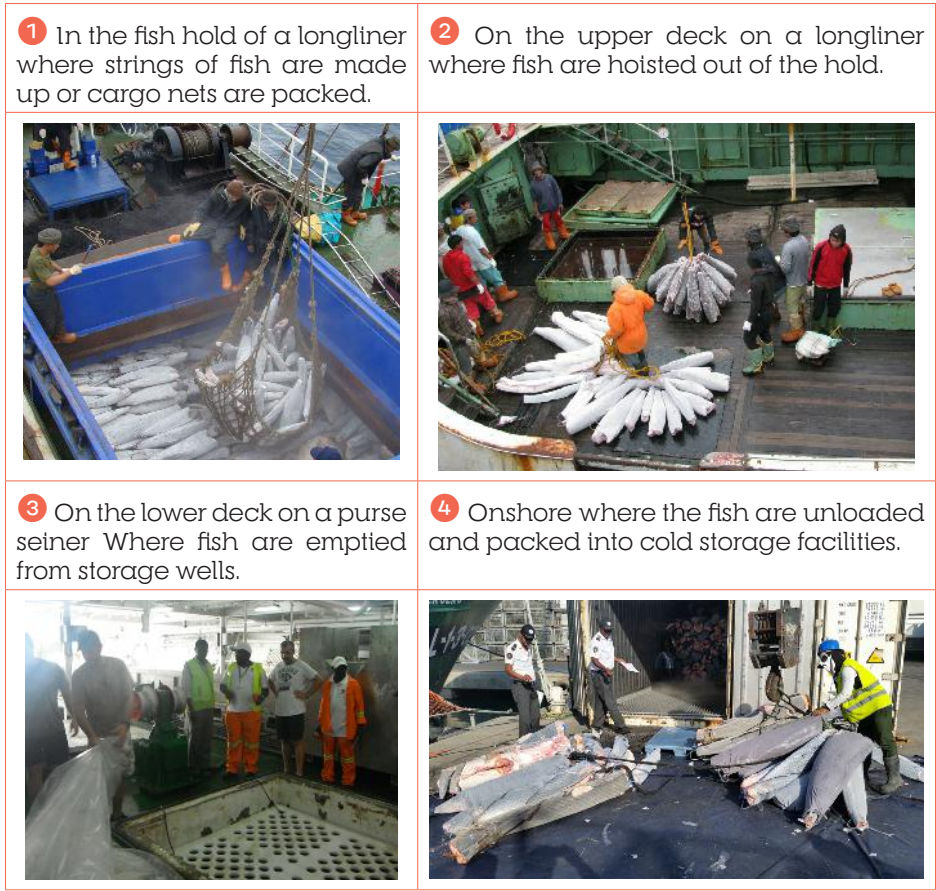 1 In the fish hold of a longliner
where strings of fish are made
up or cargo nets are packed.
2 On the upper deck on a longliner
where fish are hoisted out of the hold.
3 On the lower deck on a purse
seiner Where fish are emptied
from storage wells.
4 Onshore where the fish are unloaded
and packed into cold storage facilities.